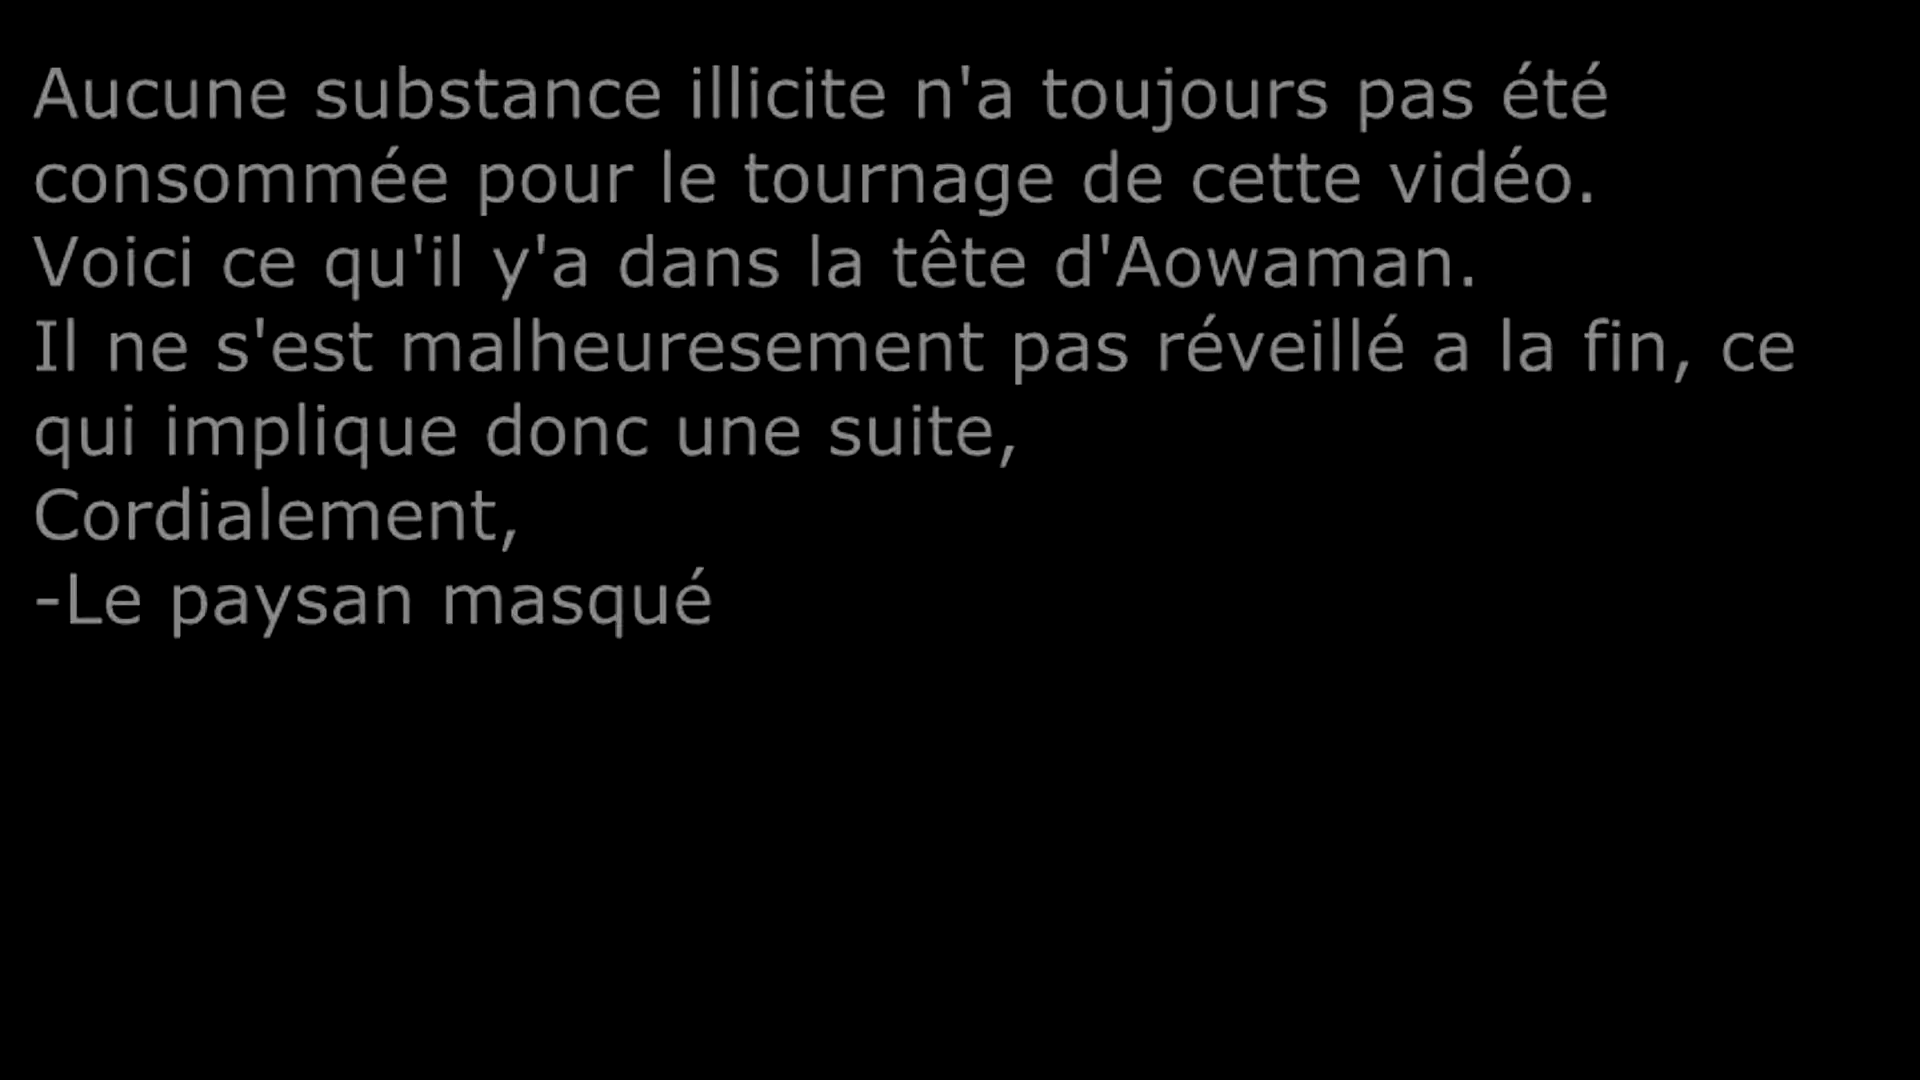 Aucune substance illicite n'a toujours pas été
consommée pour le tournage de cette vidéo.
Voici ce qu'il y'a dans la tête d'Aowaman.
Il ne s'est malheuresement pas réveillé a la fin, ce
qui implique donc une suite,
Cordialement,
-Le paysan masqué